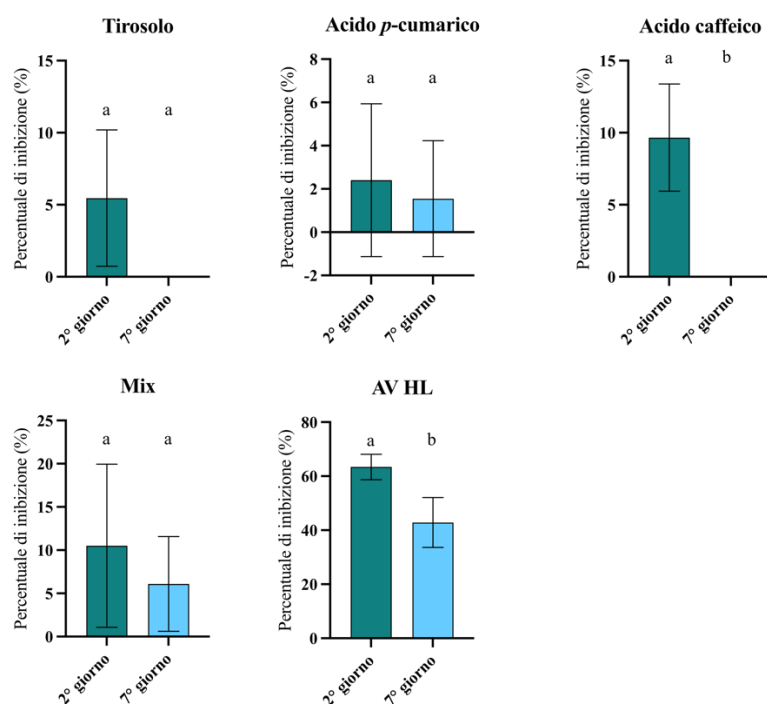 Tirosolo
Percentuale di inibizione (%)
15
10
5
0
a
a
2° giorno
7° giorno
Acido p-cumarico
Percentuale di inibizione (%)
8
6
4
2
0
-2
a
a
2° giorno
7° giorno
Acido caffeico
Percentuale di inibizione (%)
15
10
5
0
a
b
2° giorno
7° giorno
Mix
Percentuale di inibizione (%)
25
20
15
10
5
0
a
a
2° giorno
7° giorno
AV HL
Percentuale di inibizione (%)
80
60
40
20
0
a
b
2° giorno
7° giorno